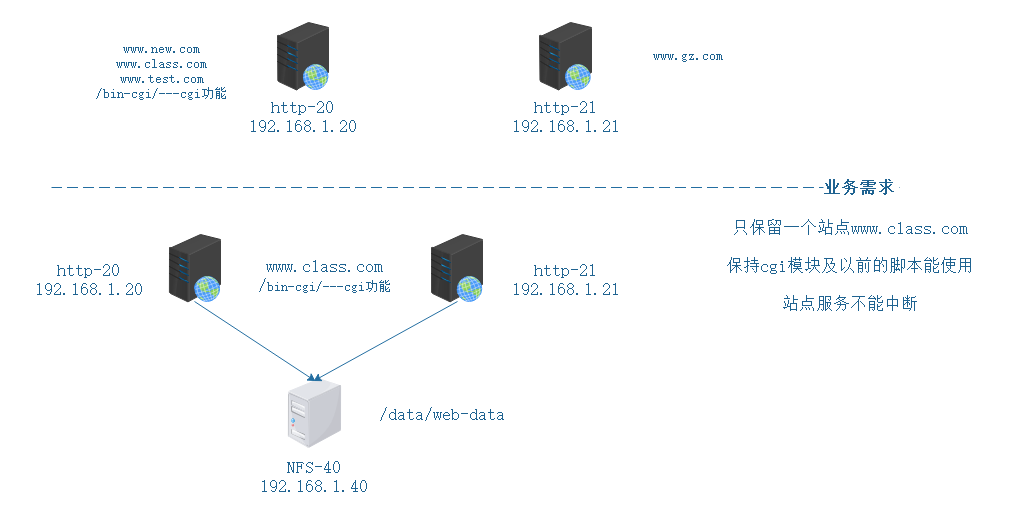 www.new.com
www.class.com
www.test.com
/bin-cgi/---cgi功能
http-20
192.168.1.20
http-21
192.168.1.21
www.gz.com
业务需求
只保留一个站点www.class.com
保持cgi模块及以前的脚本能使用
站点服务不能中断
http-20
192.168.1.20
www.class.com
/bin-cgi/---cgi功能
http-21
192.168.1.21
/data/web-data
NFS-40
192.168.1.40